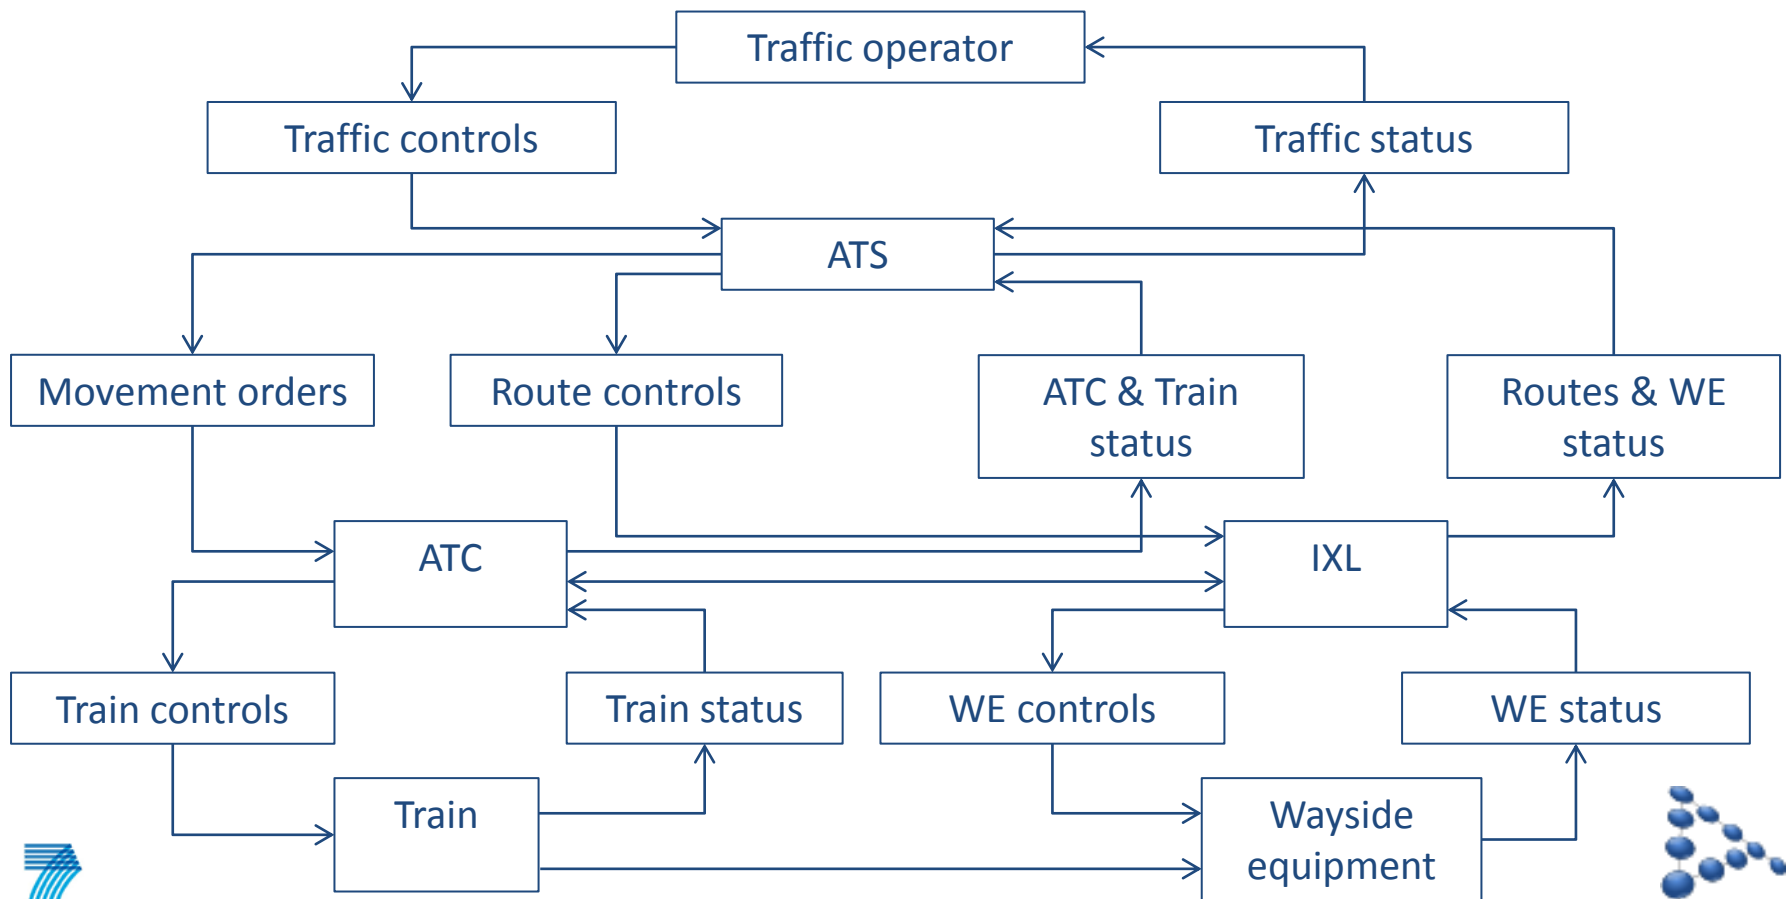 Traffic operator
Traffic controls
Traffic status
ATS
Movement orders
Route controls
ATC & Train
status
Routes & WE
status
ATC
IXL
Train controls
Train status
WE controls
WE status
Train
Wayside
equipment